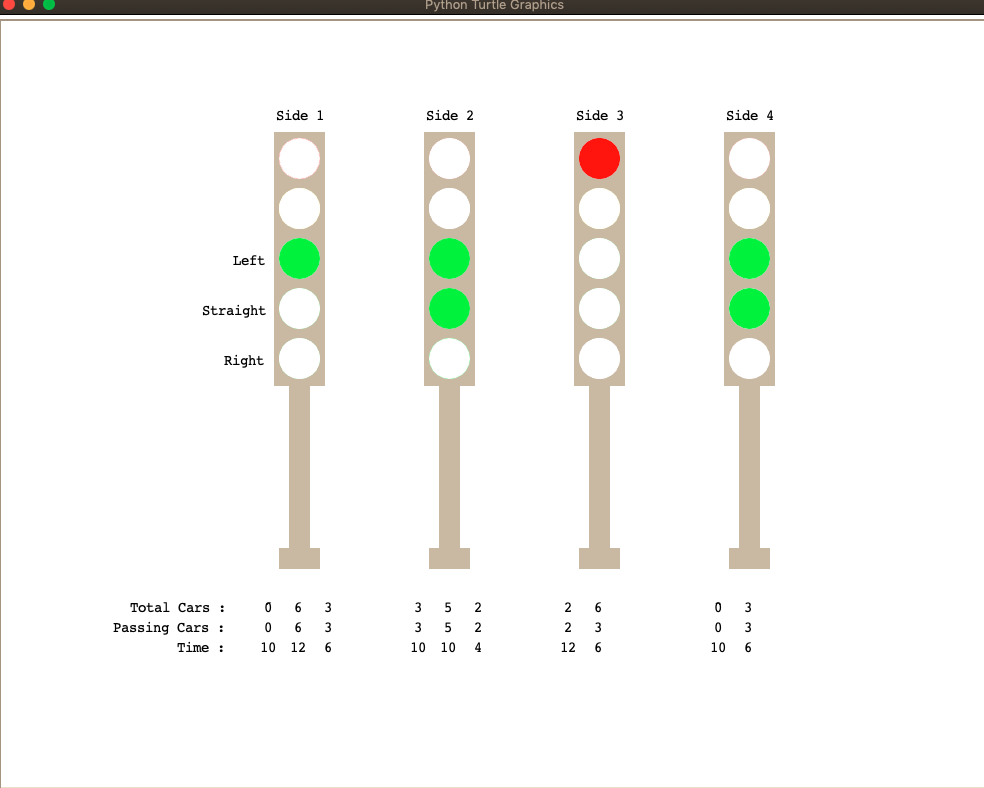 Python Turtle Graphics
Side 1 Side 2 Side 3 Side 4
Left
Straight
Right
Total Cars : 0 6 3 3 5 2 2 6 0 3
Passing Cars : 0 6 3 3 5 2 2 3 0 3
Time : 10 12 6 10 10 4 12 6 10 6